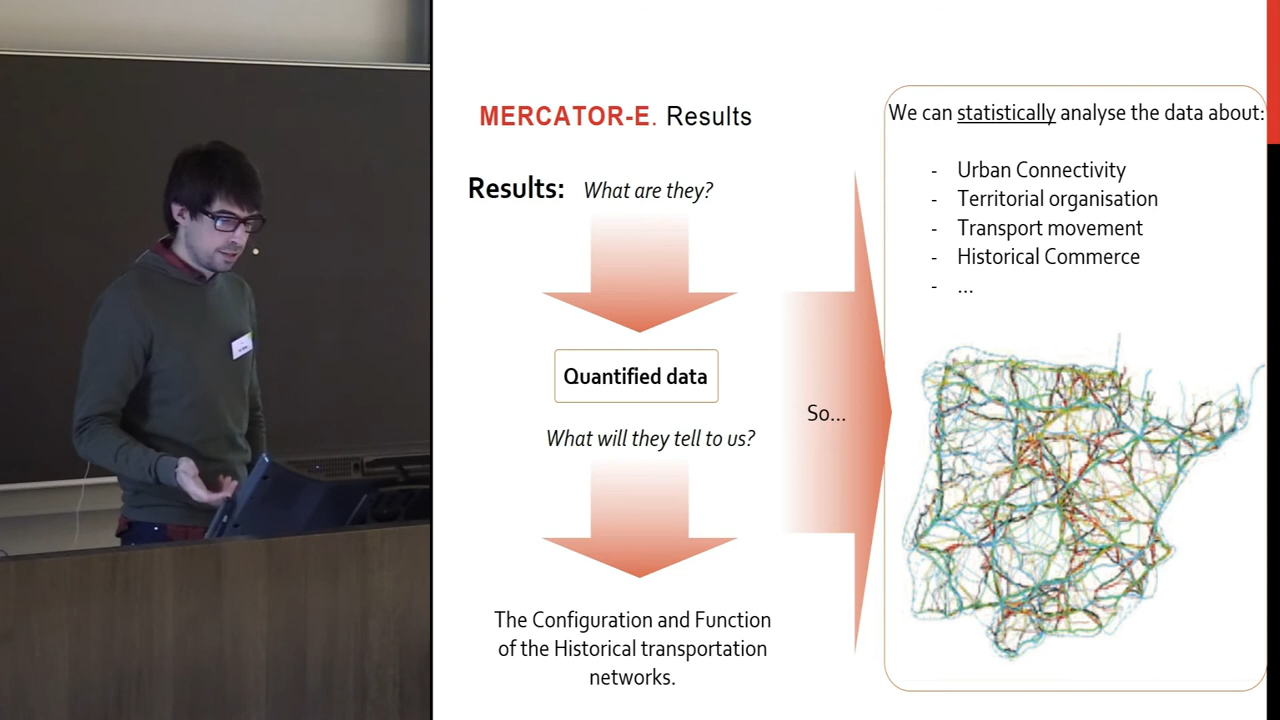 MERCATOR-E. Results
Results: What are they?
Quantified data
What will they tell to us?
The Configuration and Function
of the Historical transportation
networks.
So...
We can statistically analyse the data about:
- Urban Connectivity
- Territorial organisation
- Transport movement
- Historical Commerce
- ...